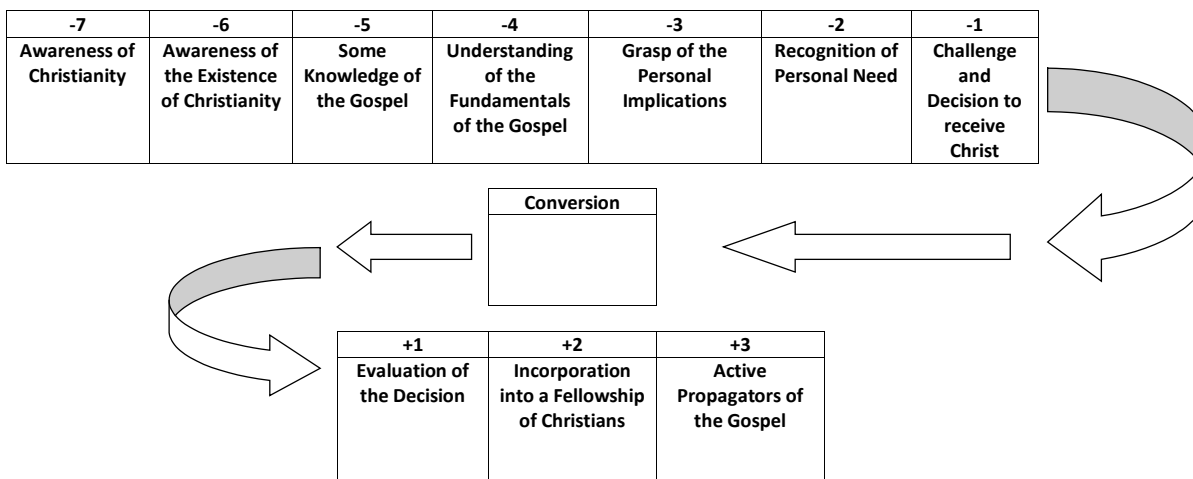 -7 -6 -5 -4 -3 -2 -1
Awareness of
Christianity
Awareness of
the Existence
of Christianity
Some
Knowledge of
the Gospel
Understanding
of the
Fundamentals
of the Gospel
Grasp of the
Personal
Implications
Recognition of
Personal Need
Challenge
and
Decision to
receive
Christ
Conversion
+1 +2 +3
Evaluation of
the Decision
Incorporation
into a Fellowship
of Christians
Active
Propagators of
the Gospel